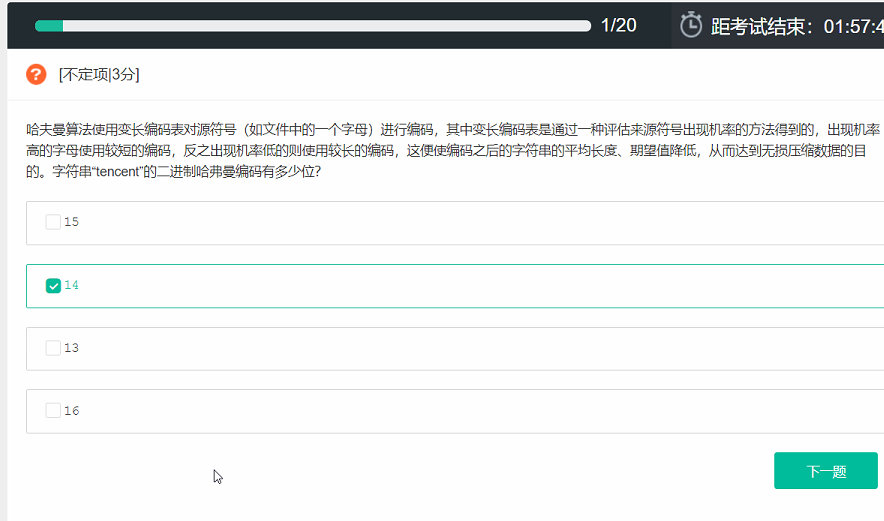 1/20 距考试结束：01:57:4
? [不定项|3分]
哈夫曼算法使用变长编码表对源符号（如文件中的一个字母）进行编码，其中变长编码表是通过一种评估来源符号出现机率的方法得到的，出现机率
高的字母使用较短的编码，反之出现机率低的则使用较长的编码，这便使编码之后的字符串的平均长度、期望值降低，从而达到无损压缩数据的目
的。字符串“tencent”的二进制哈弗曼编码有多少位？
15
14
13
16
下一题